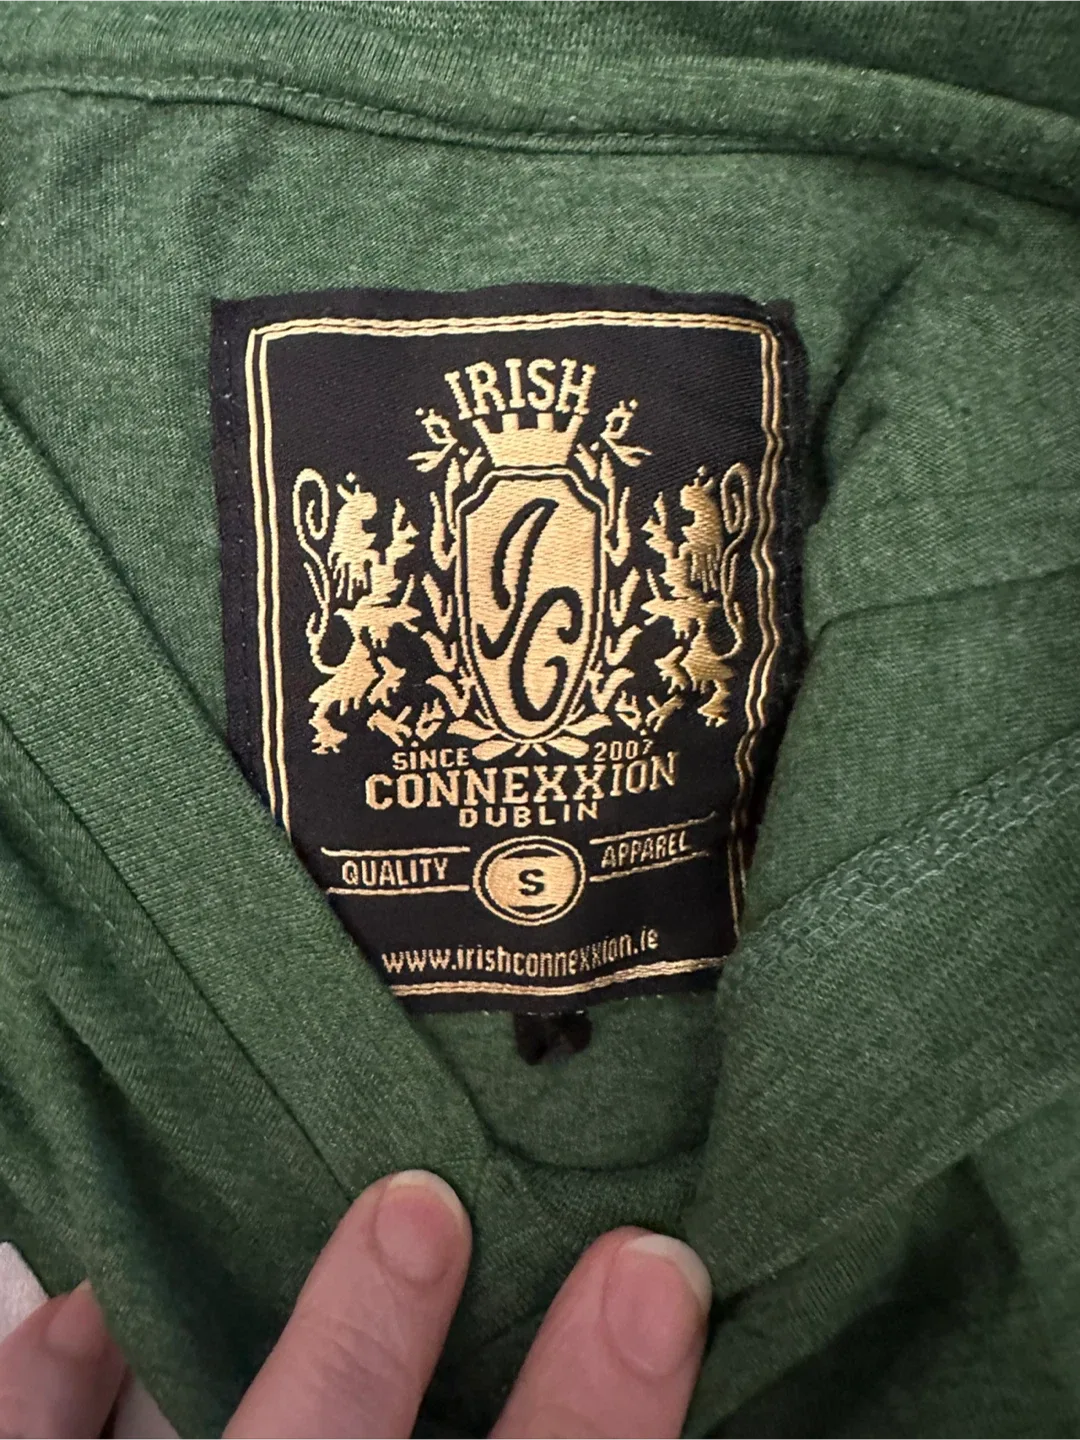 IRISH
IC
SINCE 2007
CONNEXXION
DUBLIN
QUALITY S APPAREL
www.irishconnexxion.ie